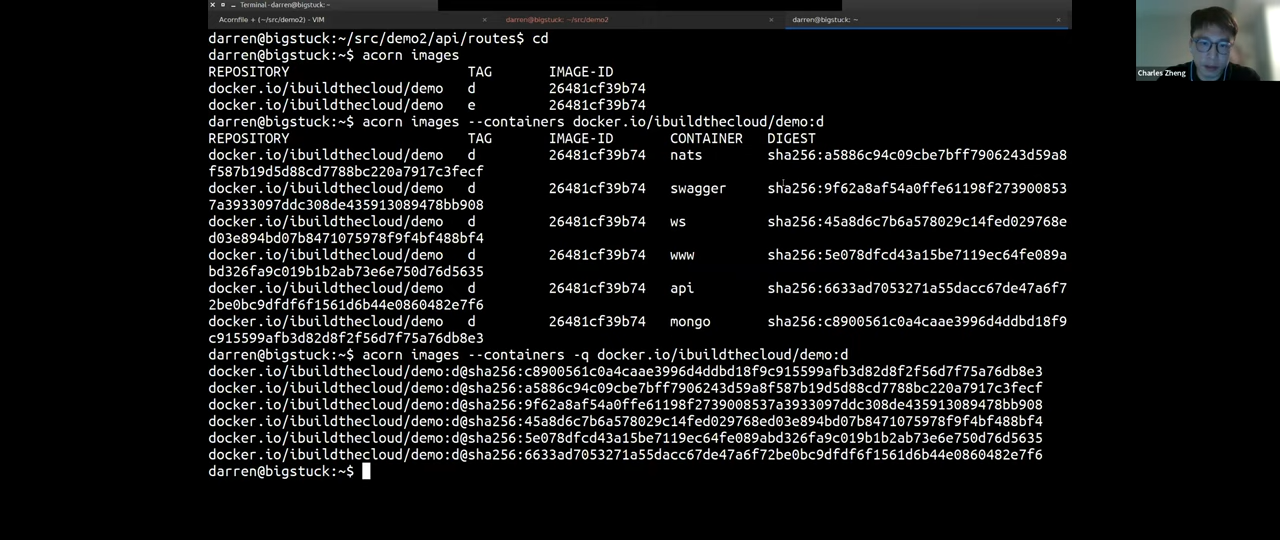 Terminal - darren@bigstuck: ~/src/demo2
Acornfile + (~/src/demo2) - VIM
darren@bigstuck: ~/src/demo2
darren@bigstuck: ~
Charles Zheng
darren@bigstuck:~/src/demo2/api/routes$ cd
darren@bigstuck:~$ acorn images
REPOSITORY TAG IMAGE-ID
docker.io/ibuildthecloud/demo d 26481cf39b74
docker.io/ibuildthecloud/demo e 26481cf39b74
darren@bigstuck:~$ acorn images --containers docker.io/ibuildthecloud/demo:d
REPOSITORY TAG IMAGE-ID CONTAINER DIGEST
docker.io/ibuildthecloud/demo d 26481cf39b74 nats sha256:a5886c94c09cbe7bff7906243d59a8
f587b19d5d88cd7788bc220a7917c3fecf
docker.io/ibuildthecloud/demo d 26481cf39b74 swagger sha256:9f62a8af54a0ffe61198f273900853
7a3933097ddc308de435913089478bb908
docker.io/ibuildthecloud/demo d 26481cf39b74 ws sha256:45a8d6c7b6a578029c14fed029768e
d03e894bd07b8471075978f9f4bf488bf4
docker.io/ibuildthecloud/demo d 26481cf39b74 www sha256:5e078dfcd43a15be7119ec64fe089a
bd326fa9c019b1b2ab73e6e750d76d5635
docker.io/ibuildthecloud/demo d 26481cf39b74 api sha256:6633ad7053271a55dacc67de47a6f7
2be0bc9dfdf6f1561d6b44e0860482e7f6
docker.io/ibuildthecloud/demo d 26481cf39b74 mongo sha256:c8900561c0a4caae3996d4ddbd18f9
c915599afb3d82d8f2f56d7f75a76db8e3
darren@bigstuck:~$ acorn images --containers -q docker.io/ibuildthecloud/demo:d
docker.io/ibuildthecloud/demo:d@sha256:c8900561c0a4caae3996d4ddbd18f9c915599afb3d82d8f2f56d7f75a76db8e3
docker.io/ibuildthecloud/demo:d@sha256:a5886c94c09cbe7bff7906243d59a8f587b19d5d88cd7788bc220a7917c3fecf
docker.io/ibuildthecloud/demo:d@sha256:9f62a8af54a0ffe61198f2739008537a3933097ddc308de435913089478bb908
docker.io/ibuildthecloud/demo:d@sha256:45a8d6c7b6a578029c14fed029768ed03e894bd07b8471075978f9f4bf488bf4
docker.io/ibuildthecloud/demo:d@sha256:5e078dfcd43a15be7119ec64fe089abd326fa9c019b1b2ab73e6e750d76d5635
docker.io/ibuildthecloud/demo:d@sha256:6633ad7053271a55dacc67de47a6f72be0bc9dfdf6f1561d6b44e0860482e7f6
darren@bigstuck:~$